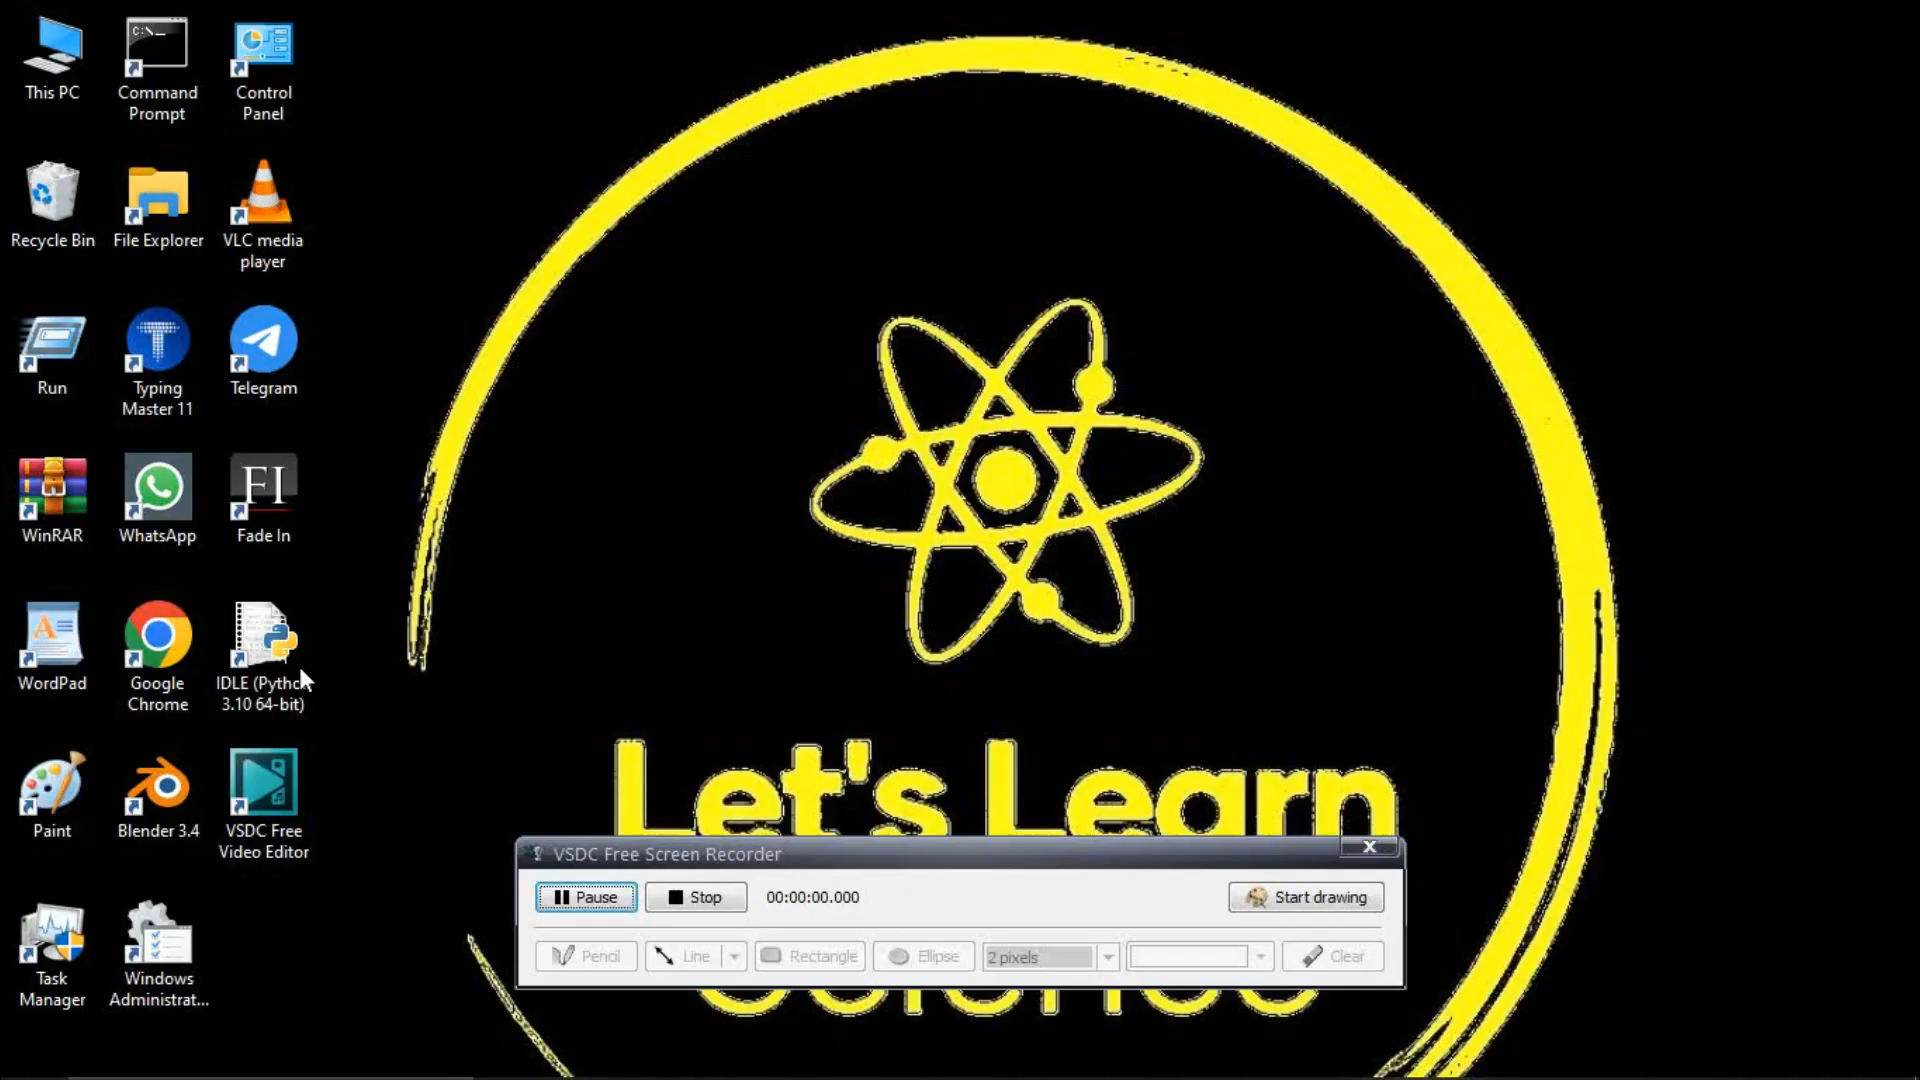 This PC
Command
Prompt
Control
Panel
Recycle Bin
File Explorer
VLC media
player
Run
Typing
Master 11
Telegram
WinRAR
WhatsApp
FI
Fade In
WordPad
Google
Chrome
IDLE (Pytho
3.10 64-bit)
Paint
Blender 3.4
VSDC Free
Video Editor
Task
Manager
Windows
Administrat...
Let's Learn
VSDC Free Screen Recorder
Pause
Stop
00:00:00.000
Start drawing
Pencil
Line
Rectangle
Ellipse
2 pixels
Clear